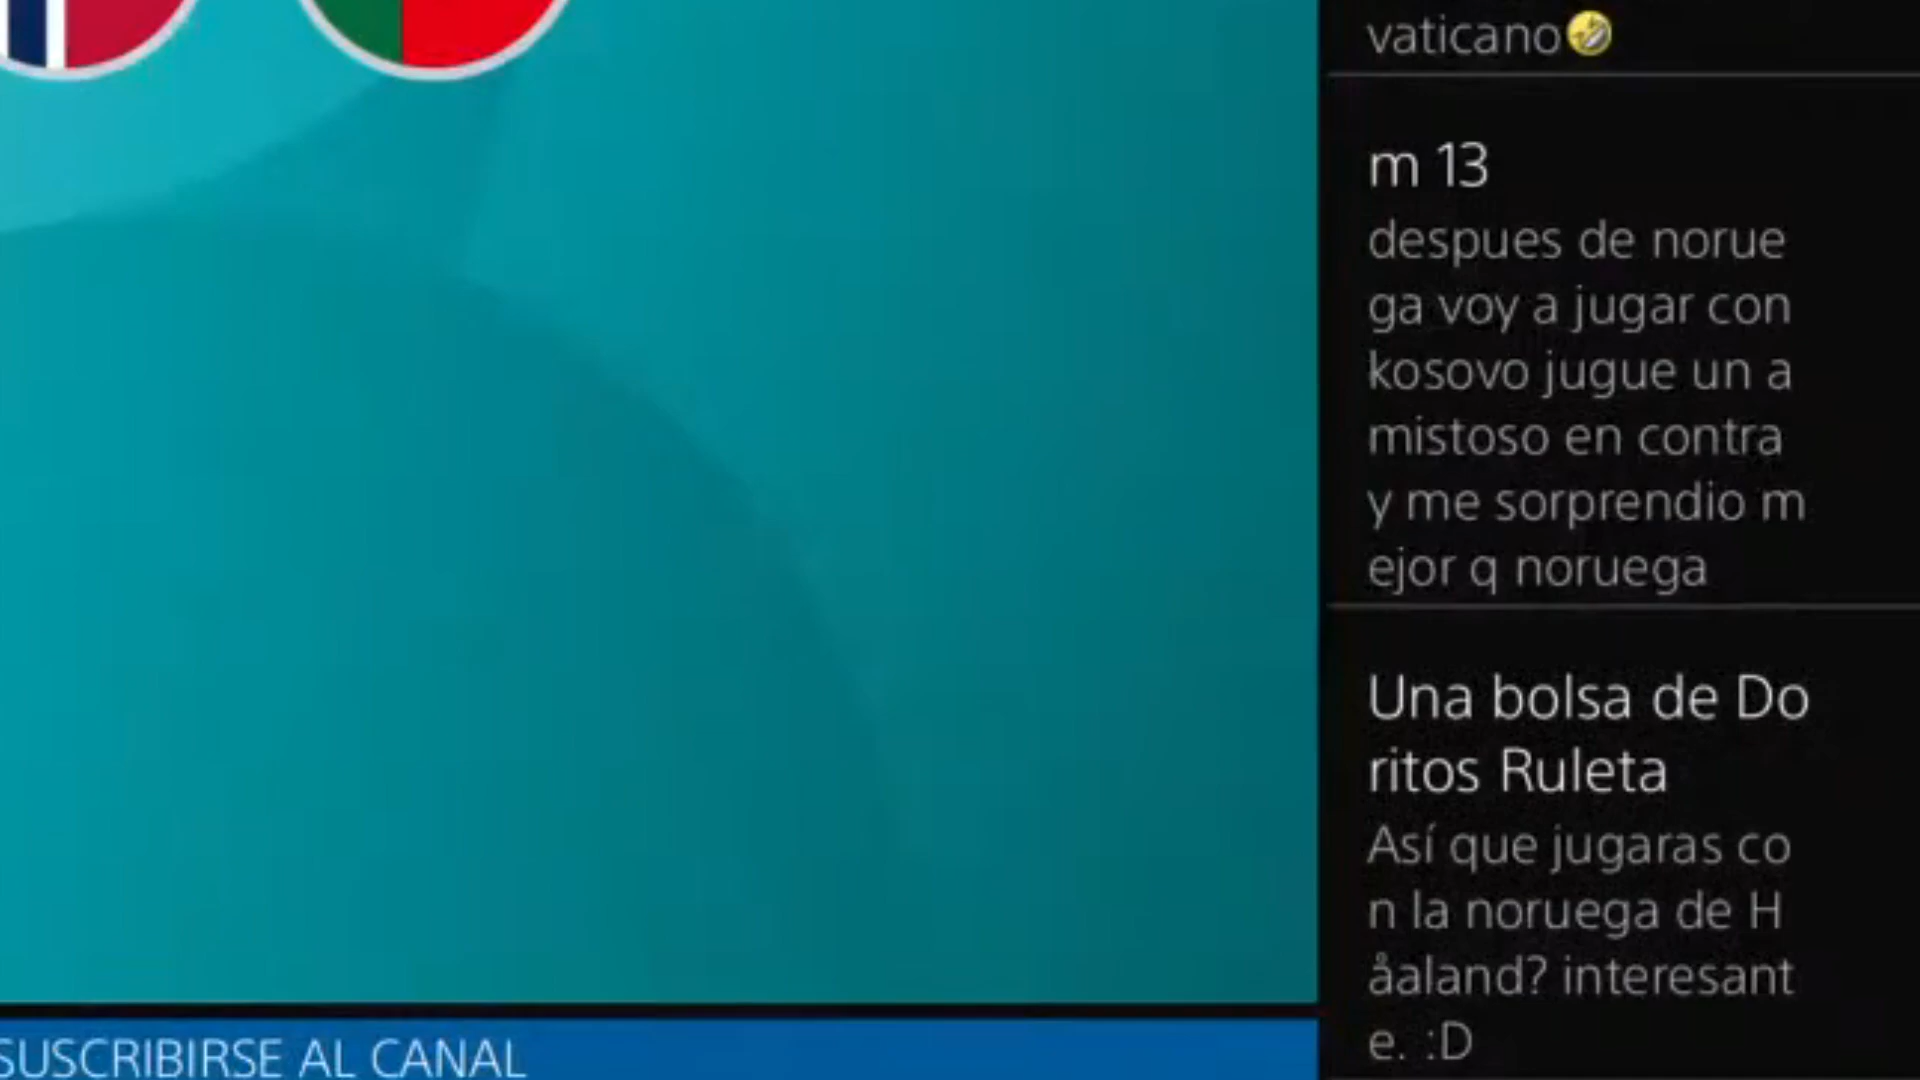 vaticano🤣
m 13
despues de norue
ga voy a jugar con
kosovo jugue un a
mistoso en contra
y me sorprendio m
ejor q noruega
Una bolsa de Do
ritos Ruleta
Así que jugaras co
n la noruega de H
åaland? interesant
e. :D
SUSCRIBIRSE AL CANAL